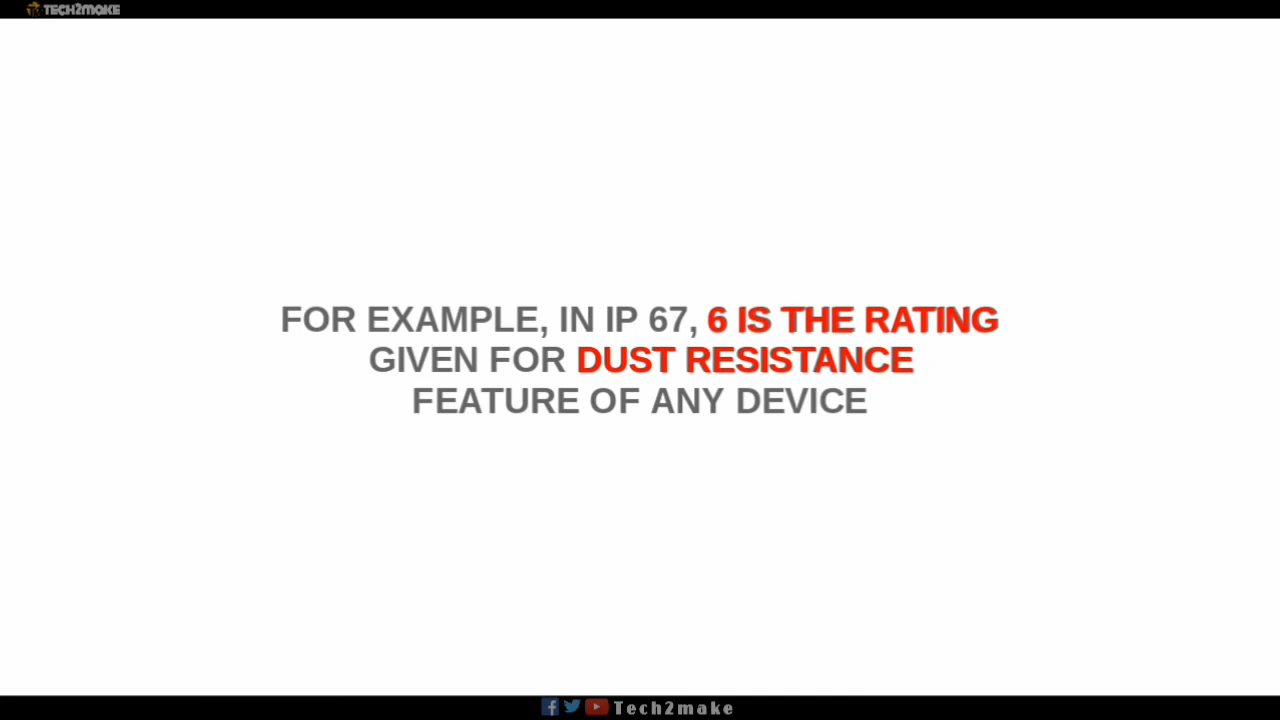 TECH2MAKE
FOR EXAMPLE, IN IP 67, 6 IS THE RATING
GIVEN FOR DUST RESISTANCE
FEATURE OF ANY DEVICE
Tech2make